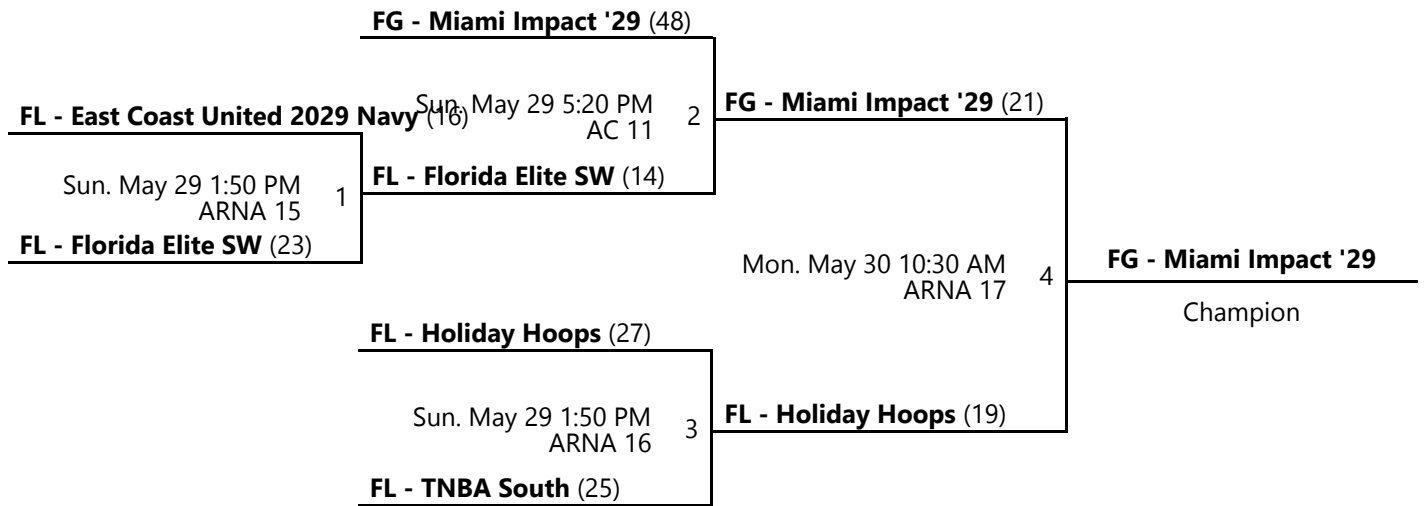 FG - Miami Impact '29 (48)
FL - East Coast United 2029 Navy (16)
Sun. May 29 5:20 PM
AC 11
2
FG - Miami Impact '29 (21)
Sun. May 29 1:50 PM
ARNA 15
1
FL - Florida Elite SW (14)
FL - Florida Elite SW (23)
Mon. May 30 10:30 AM
ARNA 17
4
FG - Miami Impact '29
Champion
FL - Holiday Hoops (27)
Sun. May 29 1:50 PM
ARNA 16
3
FL - Holiday Hoops (19)
FL - TNBA South (25)